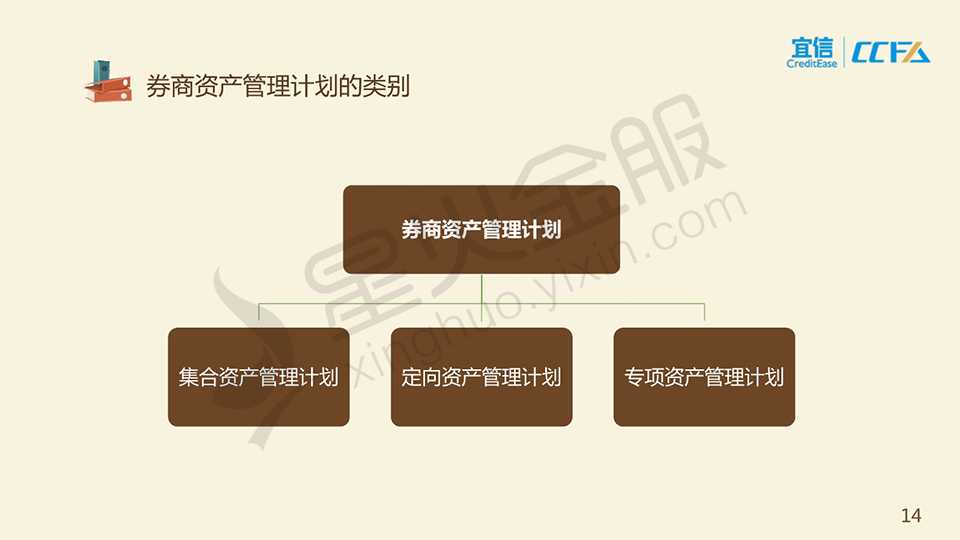 宜信
CreditEase
CCFA
券商资产管理计划的类别
券商资产管理计划
集合资产管理计划
定向资产管理计划
专项资产管理计划
星火金服
xinghuo.yixin.com
14